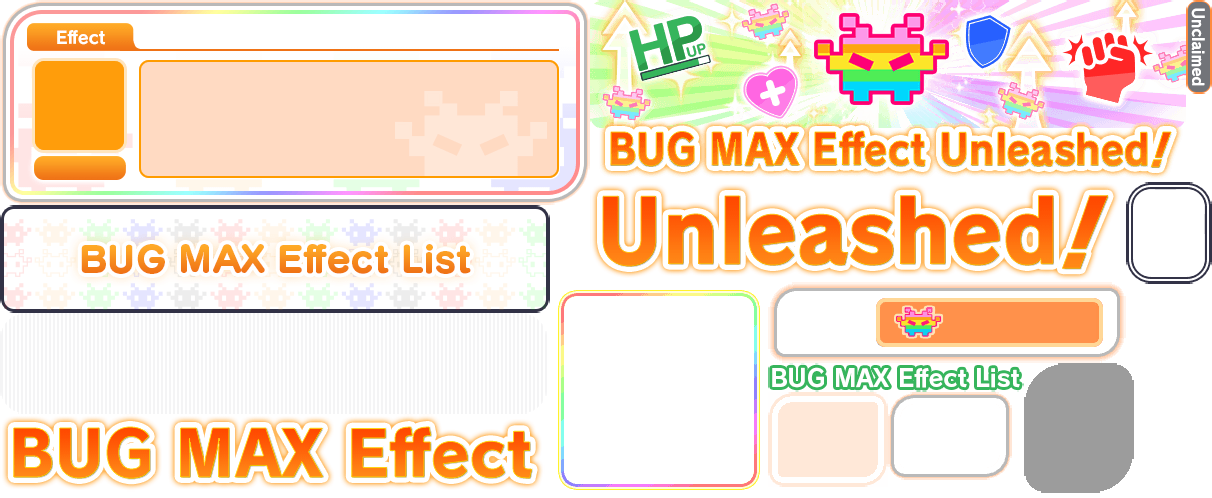 Effect
HP UP
Unclaimed
BUG MAX Effect Unleashed!
Unleashed!
BUG MAX Effect List
BUG MAX Effect List
BUG MAX Effect